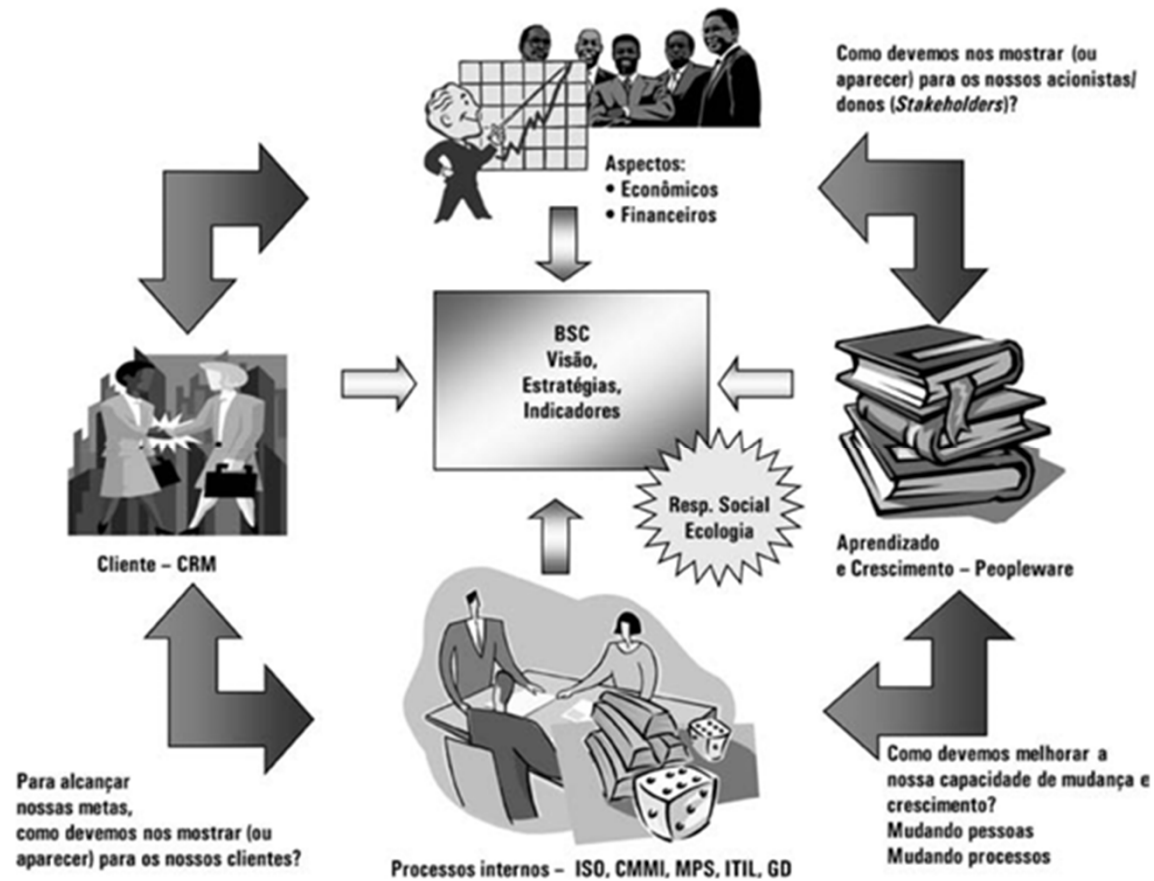 Como devemos nos mostrar (ou
aparecer) para os nossos acionistas/
donos (Stakeholders)?
Aspectos:
• Econômicos
• Financeiros
BSC
Visão,
Estratégias,
Indicadores
Resp. Social
Ecologia
Cliente – CRM
Aprendizado
e Crescimento – Peopleware
Para alcançar
nossas metas,
como devemos nos mostrar (ou
aparecer) para os nossos clientes?
Como devemos melhorar a
nossa capacidade de mudança e
crescimento?
Mudando pessoas
Mudando processos
Processos internos – ISO, CMMI, MPS, ITIL, GD